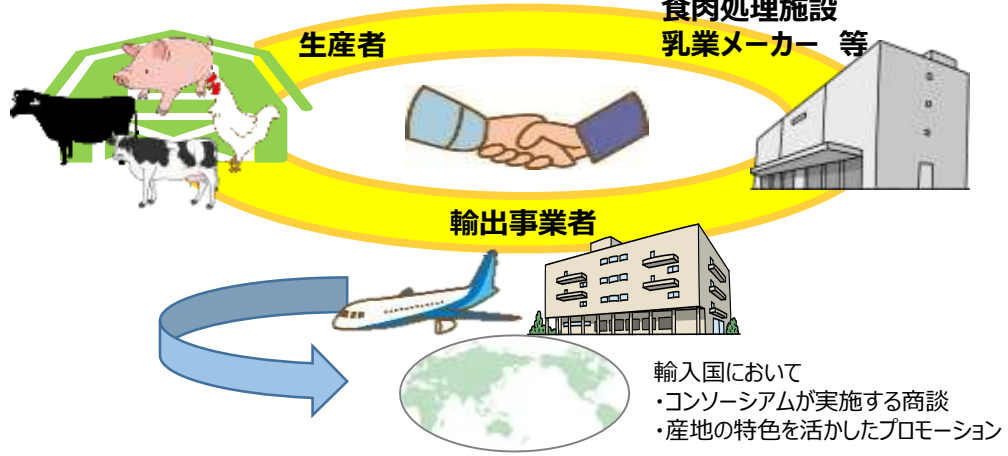 食肉処理施設
生産者
乳業メーカー 等
輸出事業者
輸入国において
・コンソーシアムが実施する商談
・産地の特色を活かしたプロモーション